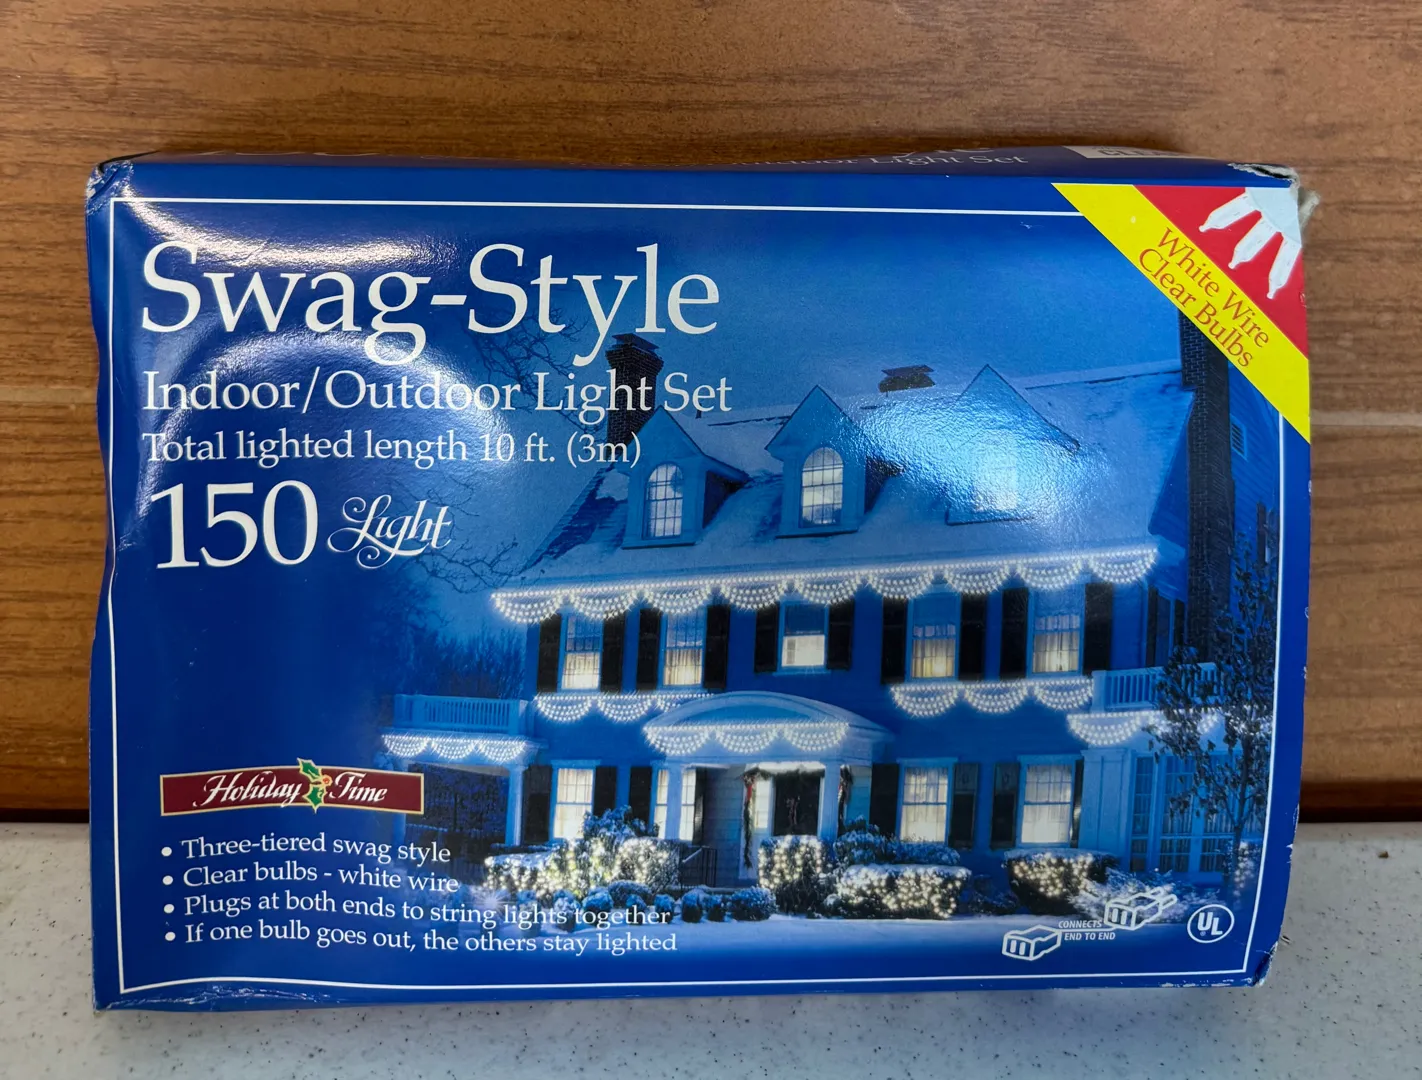 Light Set
Swag-Style
Indoor/Outdoor Light Set
Total lighted length 10 ft. (3m)
150 Light
White Wire
Clear Bulbs
Holiday Time
• Three-tiered swag style
• Clear bulbs - white wire
• Plugs at both ends to string lights together
• If one bulb goes out, the others stay lighted
CONNECTS
END TO END
UL